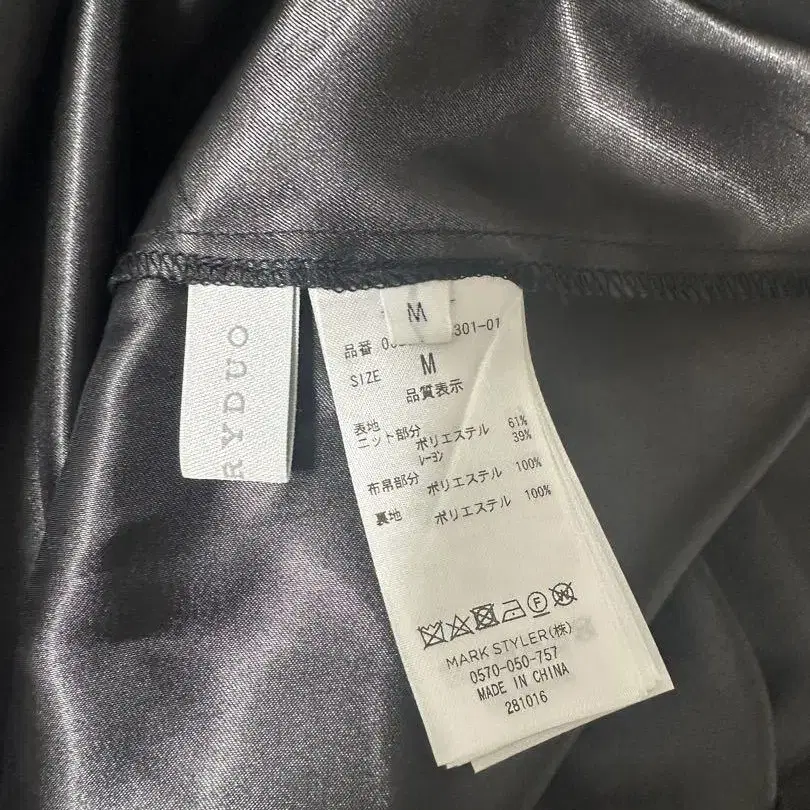 RYDUO
M
品番 301-01
SIZE M
品質表示
表地
ニット部分 ポリエステル 61%
レーヨン 39%
布帛部分 ポリエステル 100%
裏地 ポリエステル 100%
MARK STYLER(株)
0570-050-757
MADE IN CHINA
281016